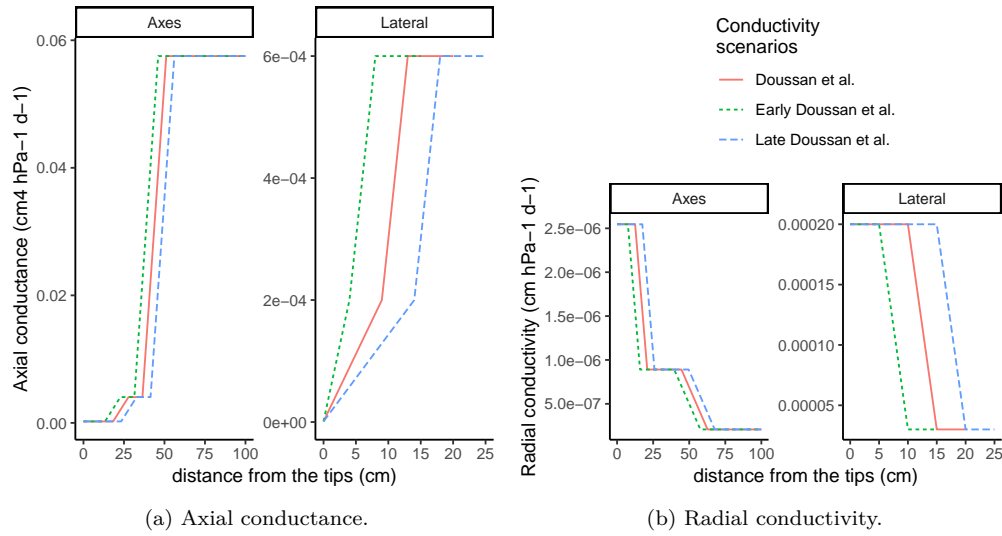 Axes
Lateral
Axial conductance (cm4 hPa−1 d−1)
0.06
0.04
0.02
0.00
0 25 50 75 100
6e−04
4e−04
2e−04
0e+00
0 5 10 15 20 25
distance from the tips (cm)
(a) Axial conductance.
Conductivity
scenarios
Doussan et al.
Early Doussan et al.
Late Doussan et al.
Axes
Lateral
Radial conductivity (cm hPa−1 d−1)
2.5e−06
2.0e−06
1.5e−06
1.0e−06
5.0e−07
0 25 50 75 100
0.00020
0.00015
0.00010
0.00005
0 5 10 15 20 25
distance from the tips (cm)
(b) Radial conductivity.